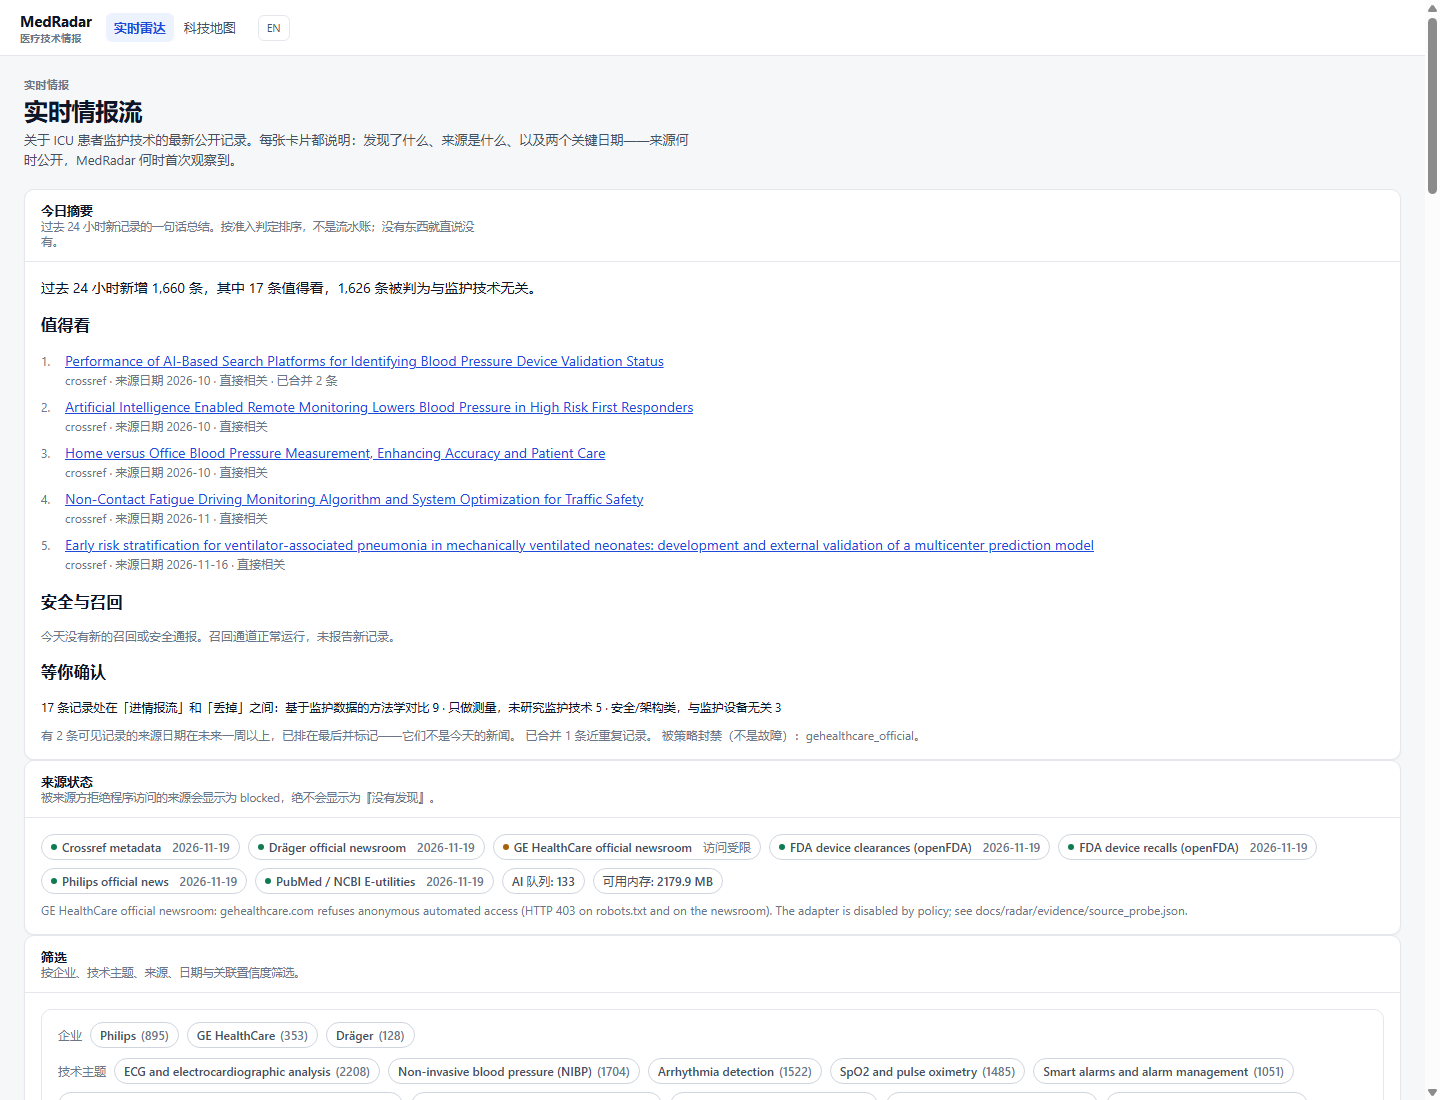 MedRadar
医疗技术情报
实时雷达
科技地图
EN
实时情报
实时情报流
关于 ICU 患者监护技术的最新公开记录。每张卡片都说明：发现了什么、来源是什么、以及两个关键日期——来源何
时公开，MedRadar 何时首次观察到。
今日摘要
过去 24 小时新记录的一句话总结。按准入判定排序，不是流水账；没有东西就直说没
有。
过去 24 小时新增 1,660 条，其中 17 条值得看，1,626 条被判为与监护技术无关。
值得看
1. Performance of AI-Based Search Platforms for Identifying Blood Pressure Device Validation Status
crossref · 来源日期 2026-10 · 直接相关 · 已合并 2 条
2. Artificial Intelligence Enabled Remote Monitoring Lowers Blood Pressure in High Risk First Responders
crossref · 来源日期 2026-10 · 直接相关
3. Home versus Office Blood Pressure Measurement, Enhancing Accuracy and Patient Care
crossref · 来源日期 2026-10 · 直接相关
4. Non-Contact Fatigue Driving Monitoring Algorithm and System Optimization for Traffic Safety
crossref · 来源日期 2026-11 · 直接相关
5. Early risk stratification for ventilator-associated pneumonia in mechanically ventilated neonates: development and external validation of a multicenter prediction model
crossref · 来源日期 2026-11-16 · 直接相关
安全与召回
今天没有新的召回或安全通报。召回通道正常运行，未报告新记录。
等你确认
17 条记录处在「进情报流」和「丢掉」之间：基于监护数据的方法学对比 9 · 只做测量，未研究监护技术 5 · 安全/架构类，与监护设备无关 3
有 2 条可见记录的来源日期在未来一周以上，已排在最后并标记——它们不是今天的新闻。 已合并 1 条近重复记录。 被策略封禁（不是故障）：gehealthcare_official。
来源状态
被来源方拒绝程序访问的来源会显示为 blocked，绝不会显示为『没有发现』。
Crossref metadata 2026-11-19
Dräger official newsroom 2026-11-19
GE HealthCare official newsroom 访问受限
FDA device clearances (openFDA) 2026-11-19
FDA device recalls (openFDA) 2026-11-19
Philips official news 2026-11-19
PubMed / NCBI E-utilities 2026-11-19
AI 队列: 133
可用内存: 2179.9 MB
GE HealthCare official newsroom: gehealthcare.com refuses anonymous automated access (HTTP 403 on robots.txt and on the newsroom). The adapter is disabled by policy; see docs/radar/evidence/source_probe.json.
筛选
按企业、技术主题、来源、日期与关联置信度筛选。
企业 Philips (895) GE HealthCare (353) Dräger (128)
技术主题 ECG and electrocardiographic analysis (2208) Non-invasive blood pressure (NIBP) (1704) Arrhythmia detection (1522) SpO2 and pulse oximetry (1485) Smart alarms and alarm management (1051)